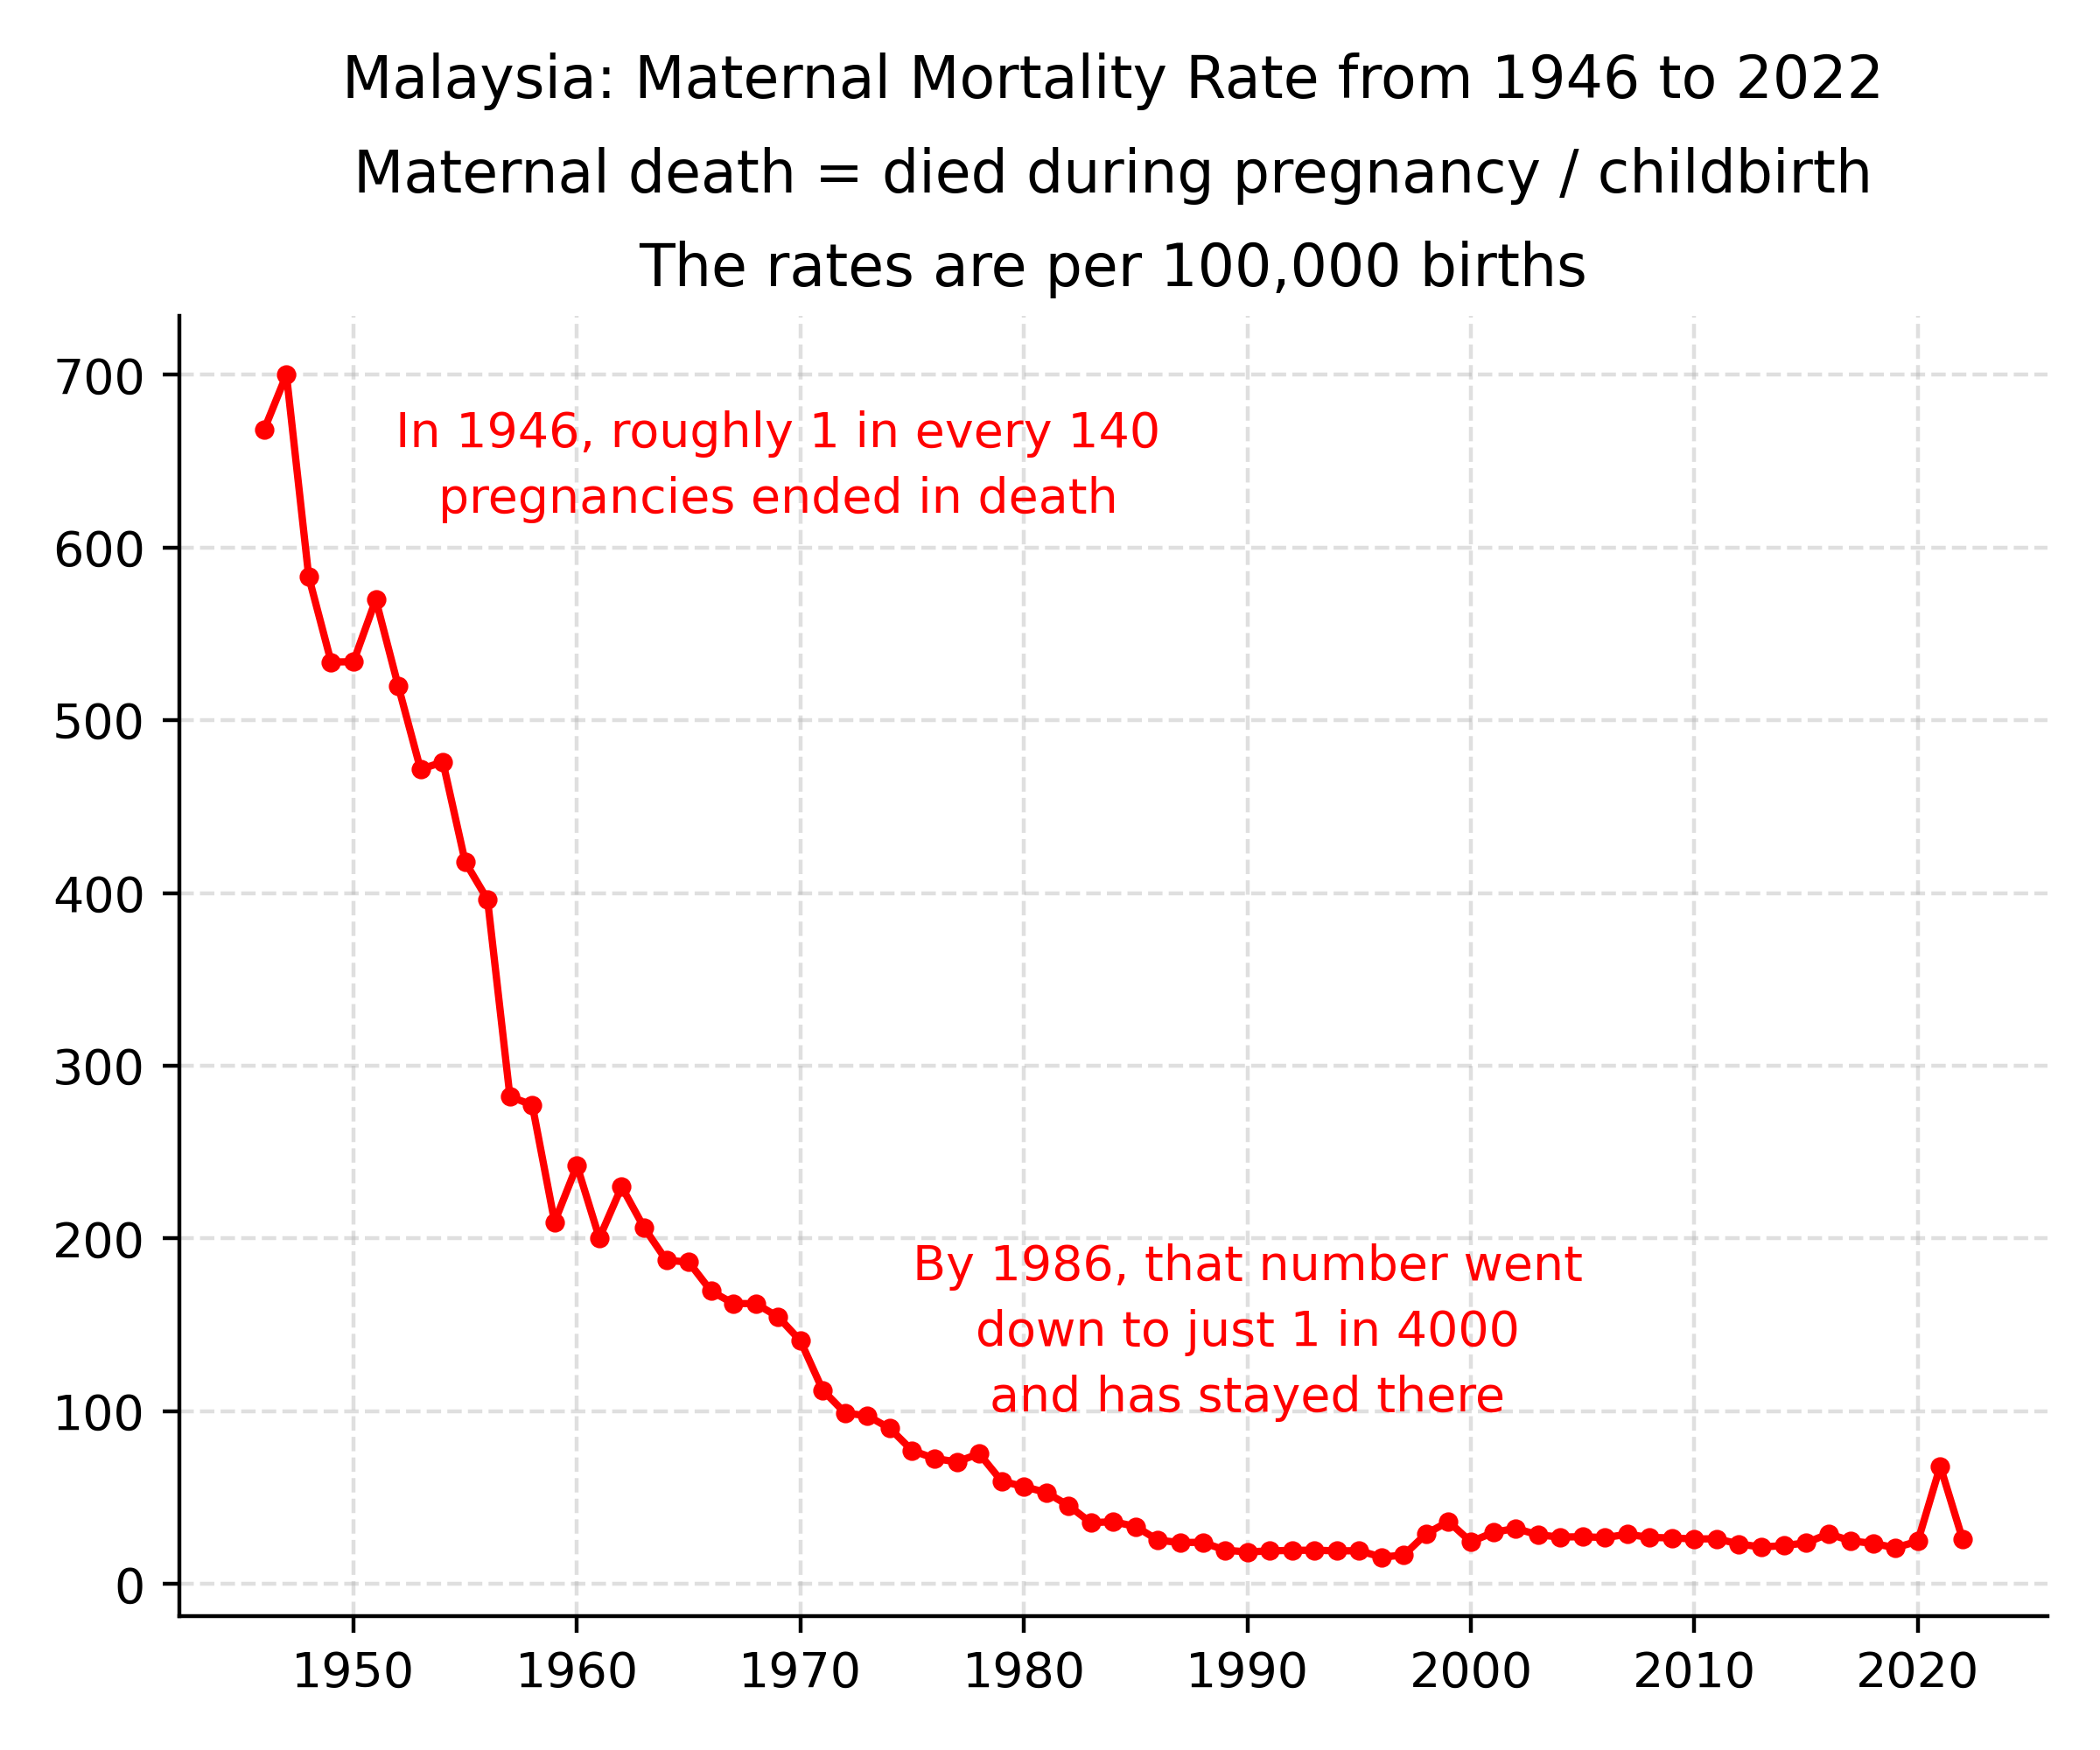 Malaysia: Maternal Mortality Rate from 1946 to 2022
Maternal death = died during pregnancy / childbirth
The rates are per 100,000 births
700
In 1946, roughly 1 in every 140
pregnancies ended in death
600
500
400
300
200
By 1986, that number went
down to just 1 in 4000
and has stayed there
100
0
1950 1960 1970 1980 1990 2000 2010 2020